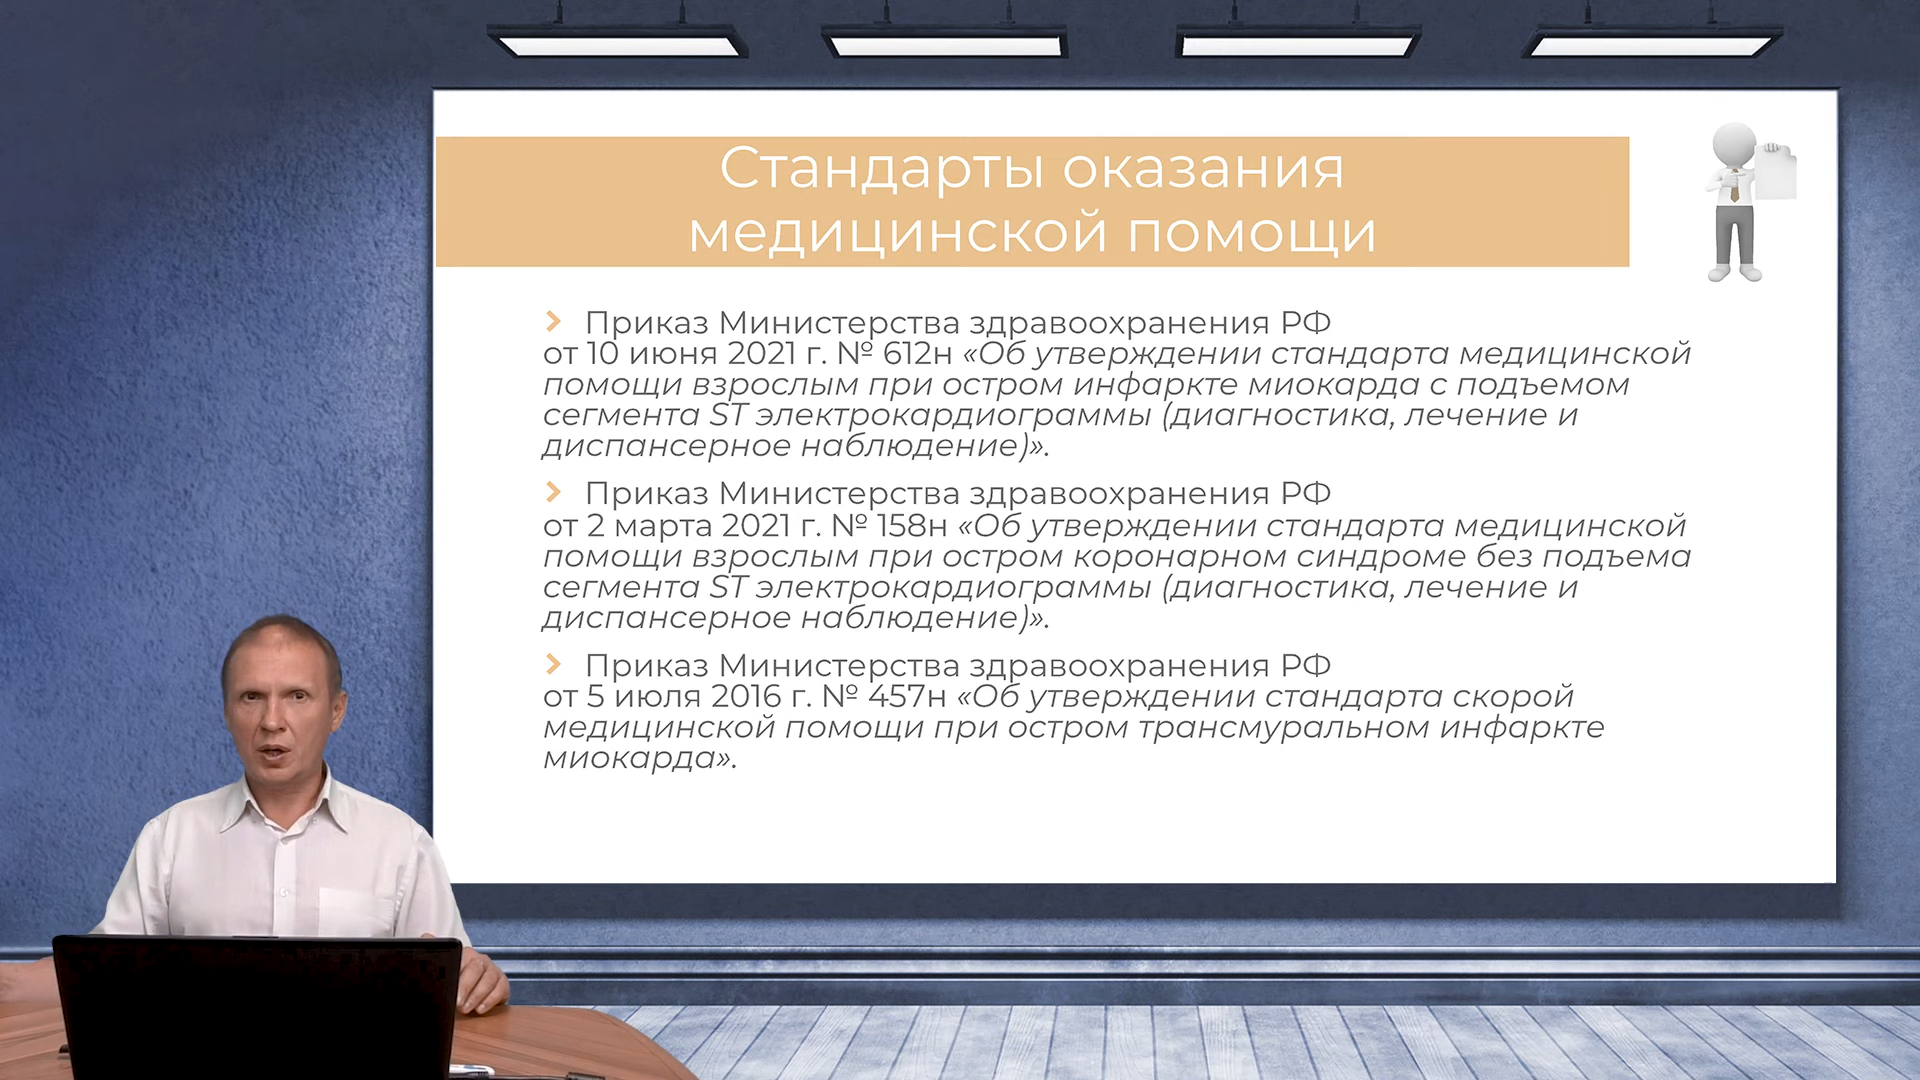 Стандарты оказания
медицинской помощи
Приказ Министерства здравоохранения РФ
от 10 июня 2021 г. № 612н «Об утверждении стандарта медицинской
помощи взрослым при остром инфаркте миокарда с подъемом
сегмента ST электрокардиограммы (диагностика, лечение и
диспансерное наблюдение)».
Приказ Министерства здравоохранения РФ
от 2 марта 2021 г. № 158н «Об утверждении стандарта медицинской
помощи взрослым при остром коронарном синдроме без подъема
сегмента ST электрокардиограммы (диагностика, лечение и
диспансерное наблюдение)».
Приказ Министерства здравоохранения РФ
от 5 июля 2016 г. № 457н «Об утверждении стандарта скорой
медицинской помощи при остром трансмуральном инфаркте
миокарда».